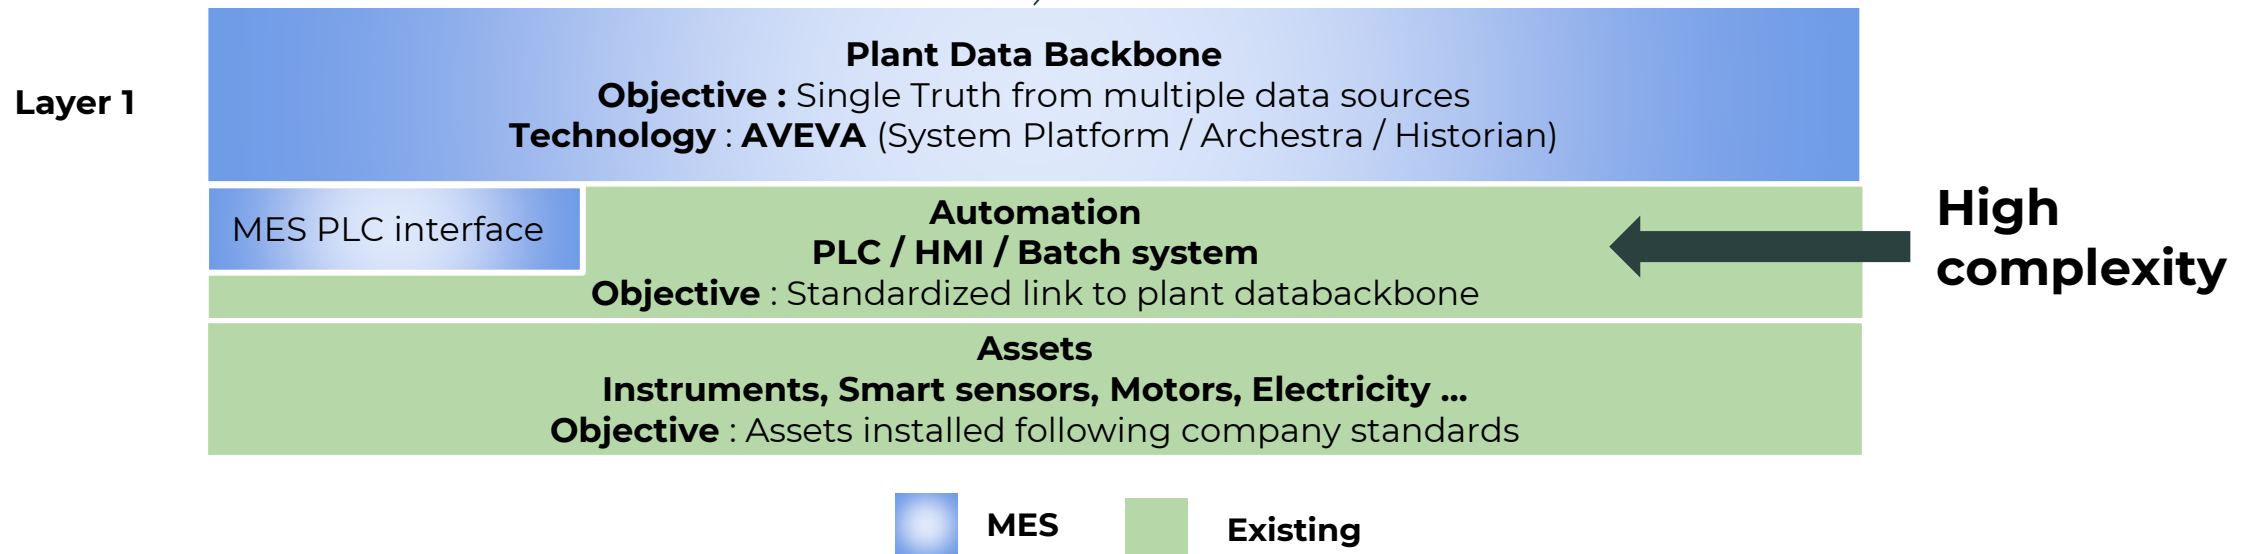 Plant Data Backbone
Objective : Single Truth from multiple data sources
Technology : AVEVA (System Platform / Archestra / Historian)
Layer 1
MES PLC interface
Automation
PLC / HMI / Batch system
Objective : Standardized link to plant databackbone
High
complexity
Assets
Instruments, Smart sensors, Motors, Electricity ...
Objective : Assets installed following company standards
MES
Existing